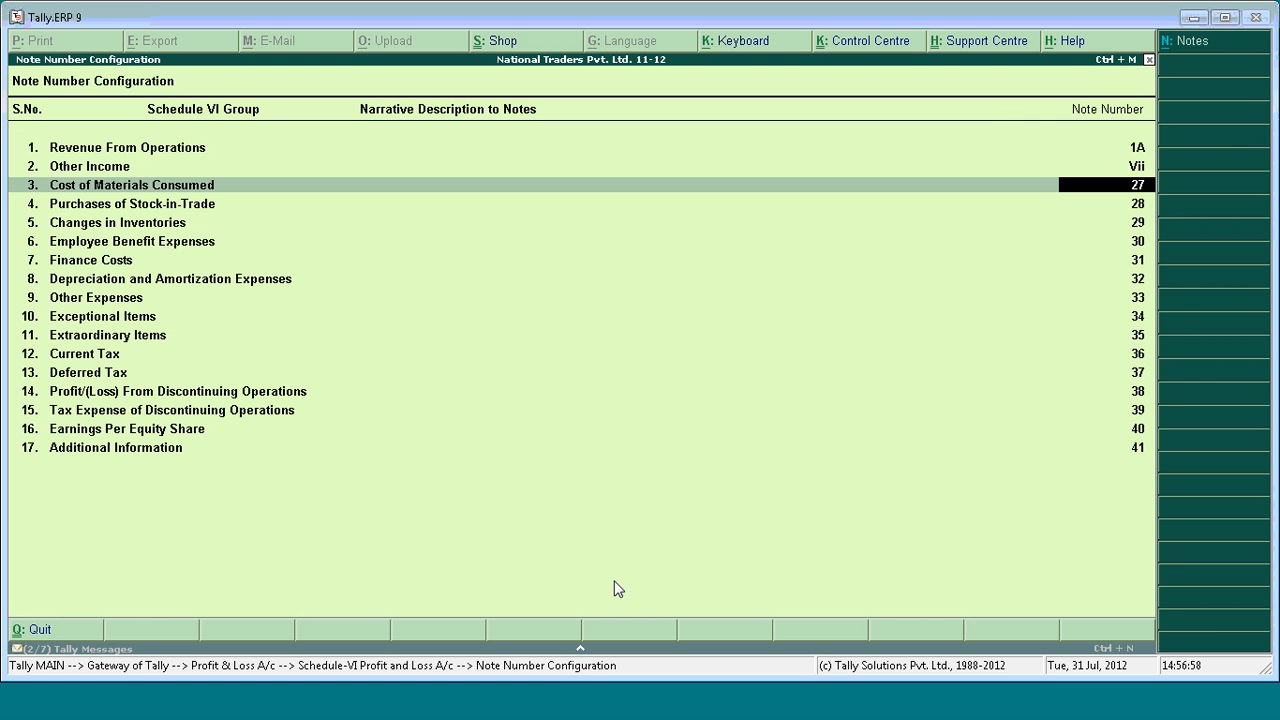 Tally.ERP 9
P: Print E: Export M: E-Mail O: Upload S: Shop G: Language K: Keyboard K: Control Centre H: Support Centre H: Help N: Notes
Note Number Configuration National Traders Pvt. Ltd. 11-12 Ctrl + M
Note Number Configuration
S.No. Schedule VI Group Narrative Description to Notes Note Number
1. Revenue From Operations 1A
2. Other Income Vii
3. Cost of Materials Consumed 27
4. Purchases of Stock-in-Trade 28
5. Changes in Inventories 29
6. Employee Benefit Expenses 30
7. Finance Costs 31
8. Depreciation and Amortization Expenses 32
9. Other Expenses 33
10. Exceptional Items 34
11. Extraordinary Items 35
12. Current Tax 36
13. Deferred Tax 37
14. Profit/(Loss) From Discontinuing Operations 38
15. Tax Expense of Discontinuing Operations 39
16. Earnings Per Equity Share 40
17. Additional Information 41
Q: Quit
(2/7) Tally Messages Ctrl + N
Tally MAIN --> Gateway of Tally --> Profit & Loss A/c --> Schedule-VI Profit and Loss A/c --> Note Number Configuration (c) Tally Solutions Pvt. Ltd., 1988-2012 Tue, 31 Jul, 2012 14:56:58